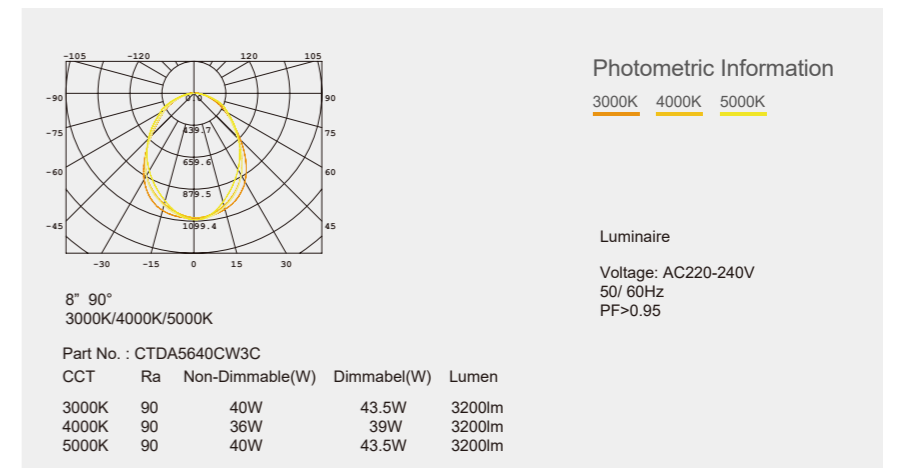 -105 -120 120 105
Photometric Information
-90 0.0 90
3000K 4000K 5000K
-75 439.7 75
659.6
-60 60
879.5
-45 1099.4 45
-30 -15 0 15 30
Luminaire
Voltage: AC220-240V
50/ 60Hz
PF>0.95
8” 90°
3000K/4000K/5000K
Part No. : CTDA5640CW3C
CCT Ra Non-Dimmable(W) Dimmabel(W) Lumen
3000K 90 40W 43.5W 3200lm
4000K 90 36W 39W 3200lm
5000K 90 40W 43.5W 3200lm